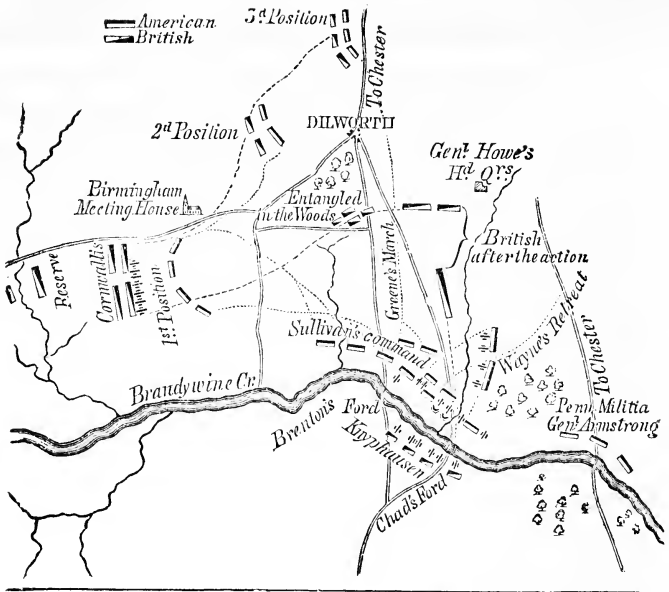 American
British
3d Position
To Chester
2d Position
DILWORTH
Genl. Howe's
Hd. Qrs.
Birmingham
Meeting House
Entangled
in the Woods
British
after the action
Reserve
Cornwallis
1st Position
Greene's March
Sullivan's command
Wayne's Retreat
To Chester
Brandywine Cr.
Brenton's Ford
Knyphausen
Chad's Ford
Penn. Militia
Genl. Armstrong